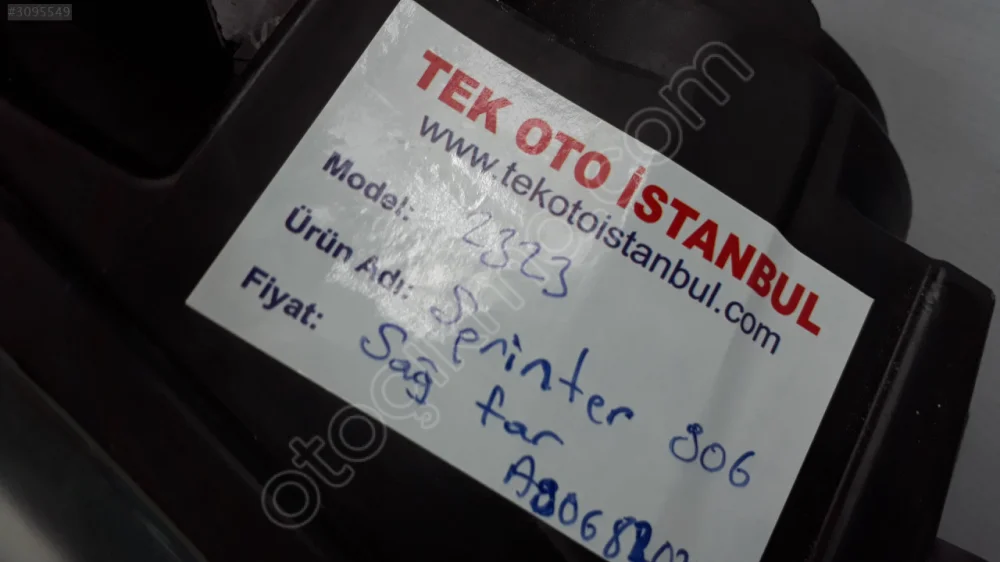 #3095549
TEK OTO İSTANBUL
www.tekotoistanbul.com
Model: 2323
Ürün Adı: Sprinter 906
Fiyat: Sağ far